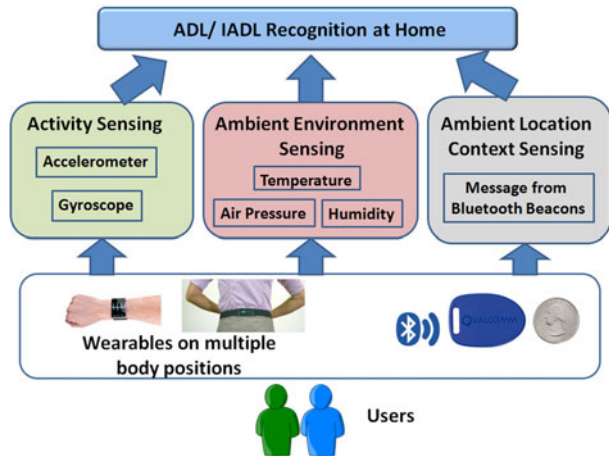 ADL/ IADL Recognition at Home
Activity Sensing
Accelerometer
Gyroscope
Ambient Environment
Sensing
Temperature
Air Pressure
Humidity
Ambient Location
Context Sensing
Message from
Bluetooth Beacons
Wearables on multiple
body positions
QUALCOMM
Users